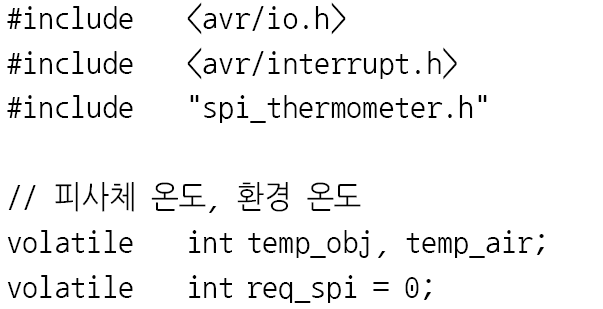 #include <avr/io.h>
#include <avr/interrupt.h>
#include "spi_thermometer.h"
// 피사체 온도, 환경 온도
volatile int temp_obj, temp_air;
volatile int req_spi = 0;